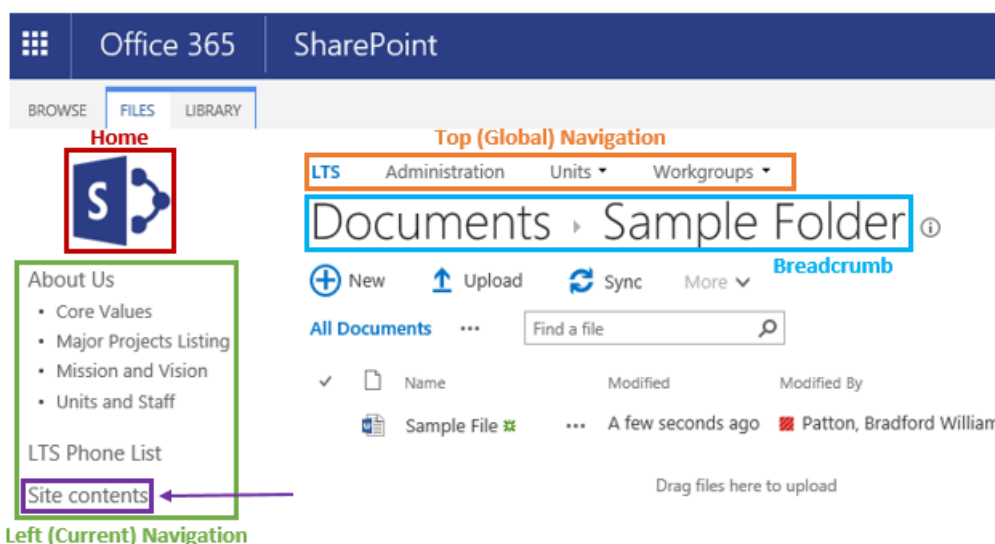 Office 365 SharePoint
BROWSE FILES LIBRARY
Home
Top (Global) Navigation
LTS Administration Units Workgroups
S
Documents Sample Folder
Breadcrumb
New Upload Sync More
All Documents ... Find a file
Name Modified Modified By
Sample File ... A few seconds ago Patton, Bradford William
Drag files here to upload
About Us
• Core Values
• Major Projects Listing
• Mission and Vision
• Units and Staff
LTS Phone List
Site contents
Left (Current) Navigation